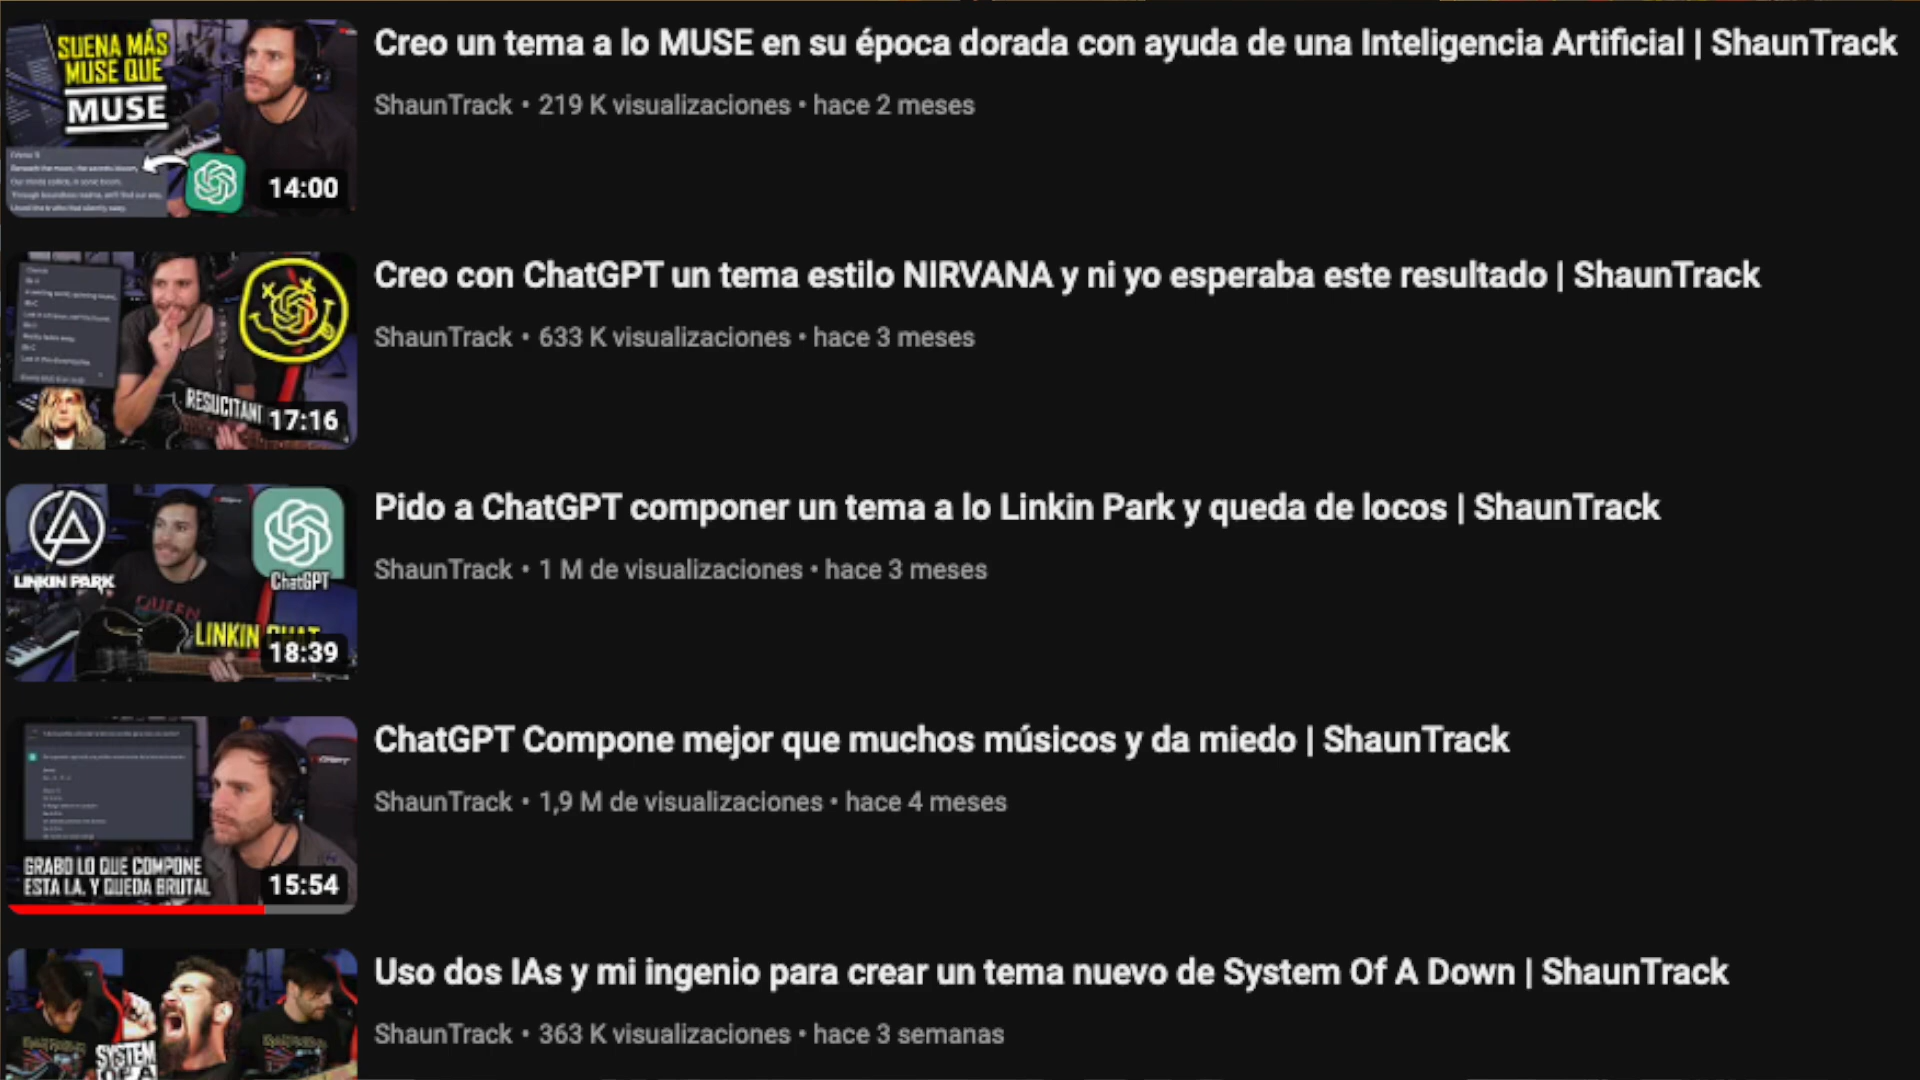 SUENA MÁS
MUSE QUE
MUSE
14:00
Creo un tema a lo MUSE en su época dorada con ayuda de una Inteligencia Artificial | ShaunTrack
ShaunTrack • 219 K visualizaciones • hace 2 meses
RESUCITAN
17:16
Creo con ChatGPT un tema estilo NIRVANA y ni yo esperaba este resultado | ShaunTrack
ShaunTrack • 633 K visualizaciones • hace 3 meses
LINKIN PARK
ChatGPT
QUEEN
LINKIN CHAT
18:39
Pido a ChatGPT componer un tema a lo Linkin Park y queda de locos | ShaunTrack
ShaunTrack • 1 M de visualizaciones • hace 3 meses
GRABO LO QUE COMPONE
ESTA I.A. Y QUEDA BRUTAL
15:54
ChatGPT Compone mejor que muchos músicos y da miedo | ShaunTrack
ShaunTrack • 1,9 M de visualizaciones • hace 4 meses
SYSTEM
OF A
Uso dos IAs y mi ingenio para crear un tema nuevo de System Of A Down | ShaunTrack
ShaunTrack • 363 K visualizaciones • hace 3 semanas